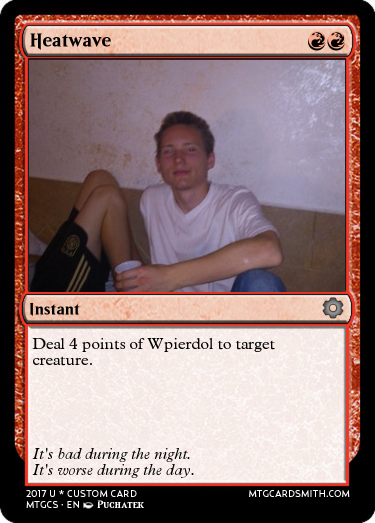 Heatwave
Instant
Deal 4 points of Wpierdol to target
creature.
It's bad during the night.
It's worse during the day.
2017 U * CUSTOM CARD
MTGCARDSMITH.COM
MTGCS · EN PUCHATEK